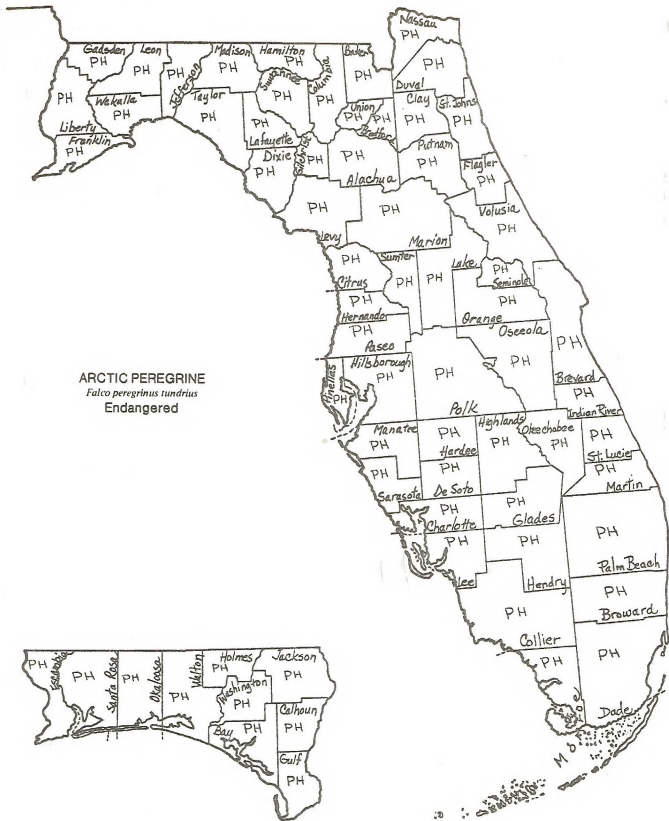 Nassau
PH
Gadsden Leon Madison Hamilton Baker
PH PH PH PH PH PH
Jefferson
Suwannee
Columbia
PH
PH
Duval
PH
Taylor
PH
PH
Union
PH
Clay
PH
St. Johns
PH
Wakulla
PH
PH
Liberty
Franklin
PH
Lafayette
PH
Dixie
PH
Gilchrist
PH
Bradford
PH
Putnam
PH
Alachua
Flagler
PH
Volusia
PH
PH
Levy
PH
Marion
PH
Citrus
Sumter
PH
PH
Lake
PH
Seminole
PH
Hernando
PH
Orange
PH
Pasco
Osceola
PH
Hillsborough
PH
Pinellas
PH
PH
Polk
PH
Brevard
PH
Indian River
ARCTIC PEREGRINE
Falco peregrinus tundrius
Endangered
Manatee
PH
PH
Hardee
Highlands
PH
Okeechobee
PH
PH
St. Lucie
PH
Martin
PH
Sarasota
PH
De Soto
PH
Charlotte
PH
Glades
PH
Lee
PH
Hendry
PH
Palm Beach
PH
Broward
PH
Collier
PH
PH
Dade
Monroe
PH
Escambia
PH
Santa Rosa
PH
Okaloosa
PH
Walton
Holmes
PH
Jackson
PH
Washington
PH
Calhoun
PH
Bay
PH
Gulf
PH